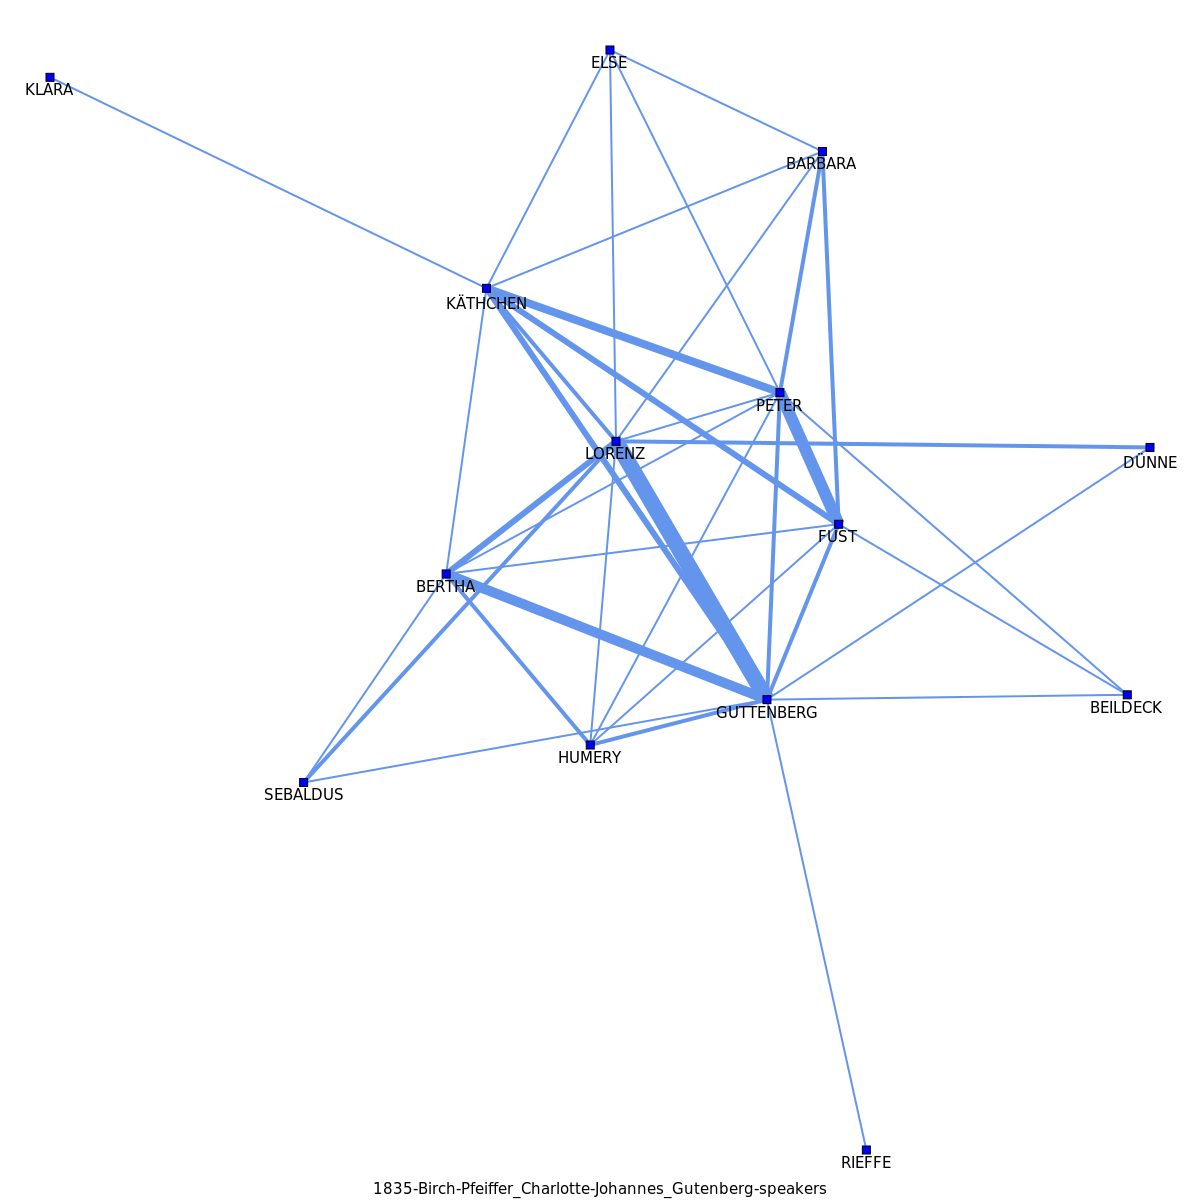 ELSE
KLARA
BARBARA
KÄTHCHEN
PETER
LORENZ
DÜNNE
FUST
BERTHA
GUTTENBERG
BEILDECK
HUMERY
SEBALDUS
RIEFFE
1835-Birch-Pfeiffer_Charlotte-Johannes_Gutenberg-speakers